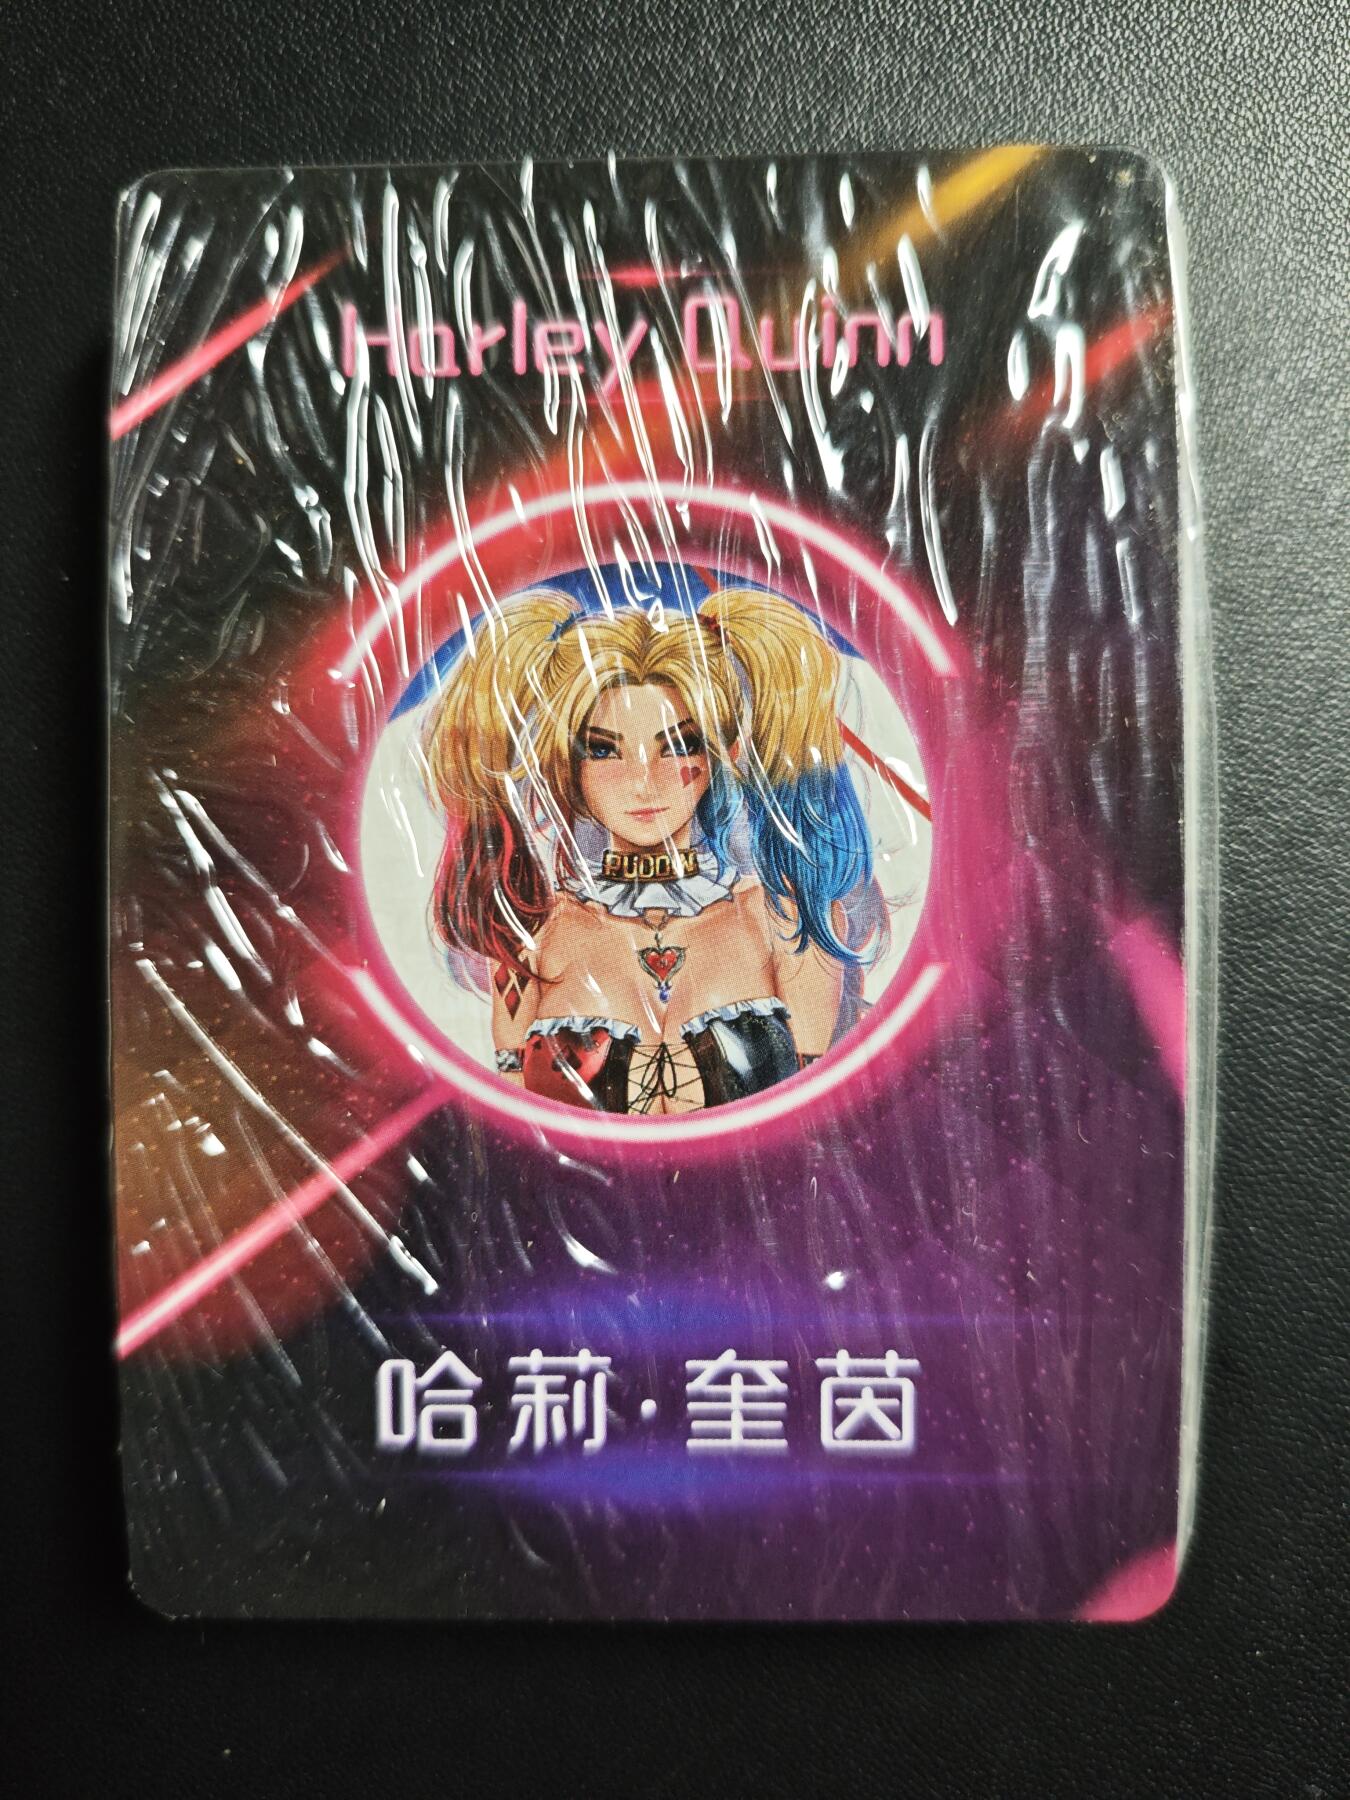 Harley Quinn
PUDDIN
哈莉·奎茵